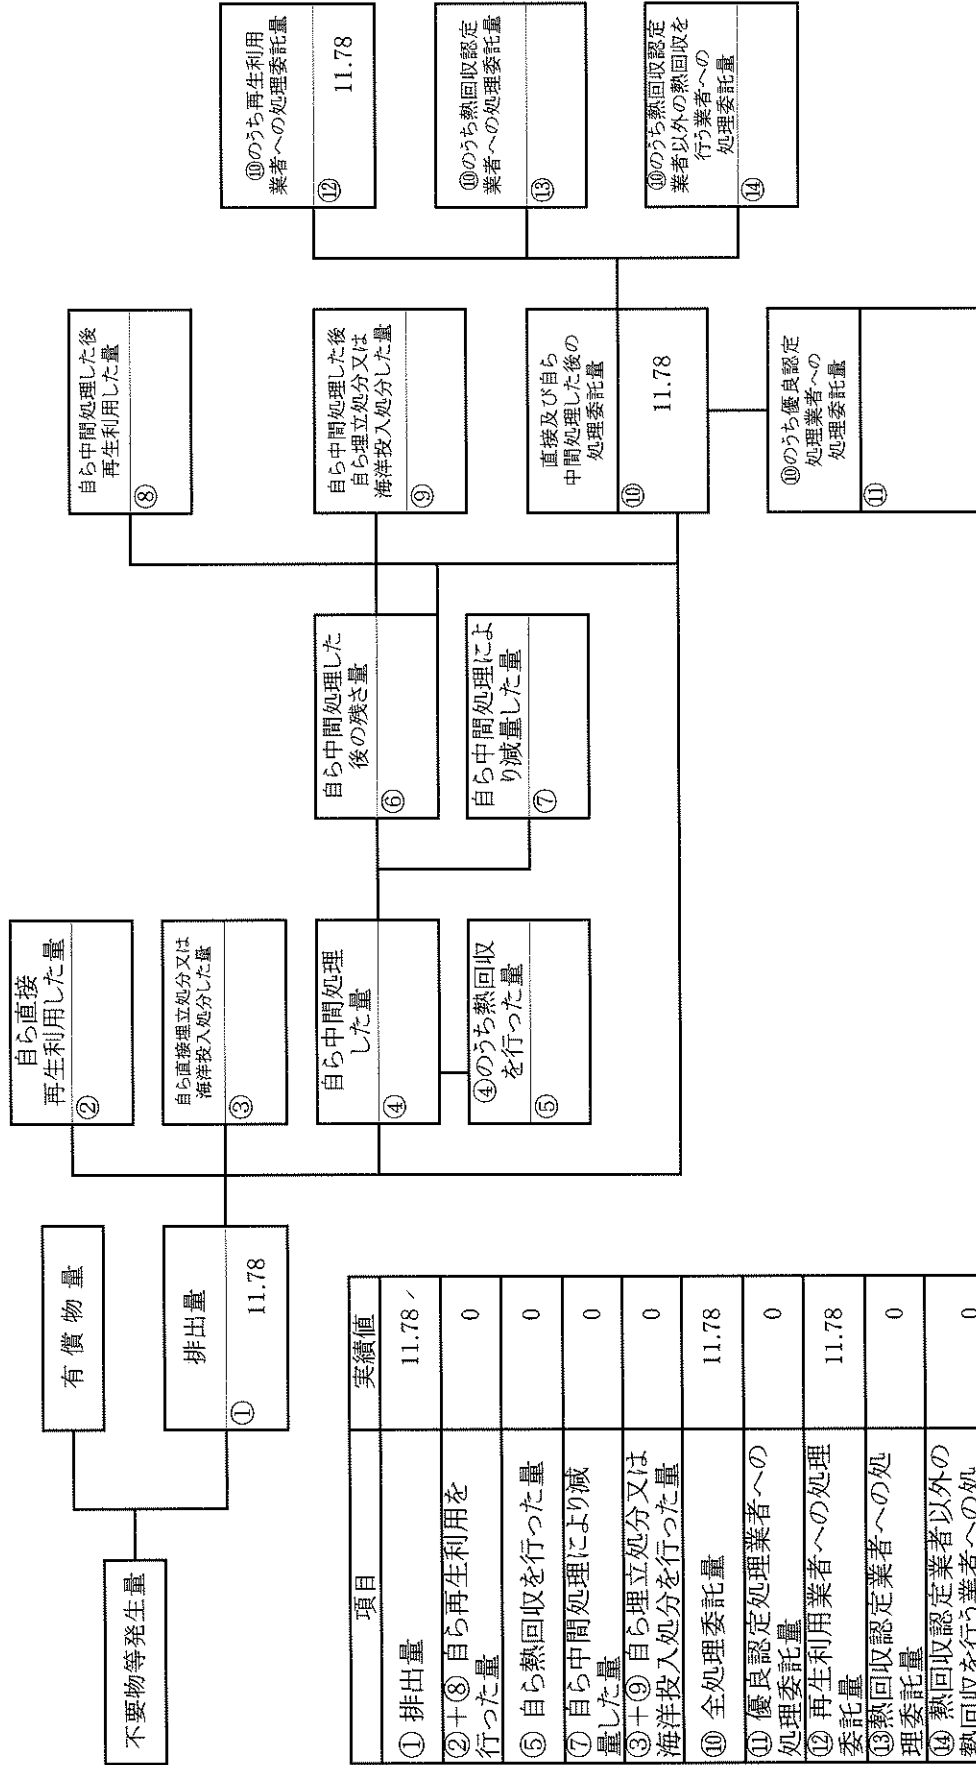 不要物等発生量
有 償 物 量
排出量
① 11.78
自ら直接
再生利用した量
②
自ら直接埋立処分又は
海洋投入処分した量
③
自ら中間処理
した量
④
④のうち熱回収
を行った量
⑤
自ら中間処理した
後の残さ量
⑥
自ら中間処理によ
り減量した量
⑦
自ら中間処理した後
再生利用した量
⑧
自ら中間処理した後
自ら埋立処分又は
海洋投入処分した量
⑨
直接及び自ら
中間処理した後の
処理委託量
⑩ 11.78
⑩のうち優良認定
処理業者への
処理委託量
⑪
⑩のうち再生利用
業者への処理委託量
⑫ 11.78
⑩のうち熱回収認定
業者への処理委託量
⑬
⑩のうち熱回収認定
業者以外の熱回収を
行う業者への
処理委託量
⑭
項目 実績値
① 排出量 11.78
②+⑧ 自ら再生利用を
行った量 0
⑤ 自ら熱回収を行った量 0
⑦ 自ら中間処理により減
量した量 0
③+⑨ 自ら埋立処分又は
海洋投入処分を行った量 0
⑩ 全処理委託量 11.78
⑪ 優良認定処理業者への
処理委託量 0
⑫ 再生利用業者への処理
委託量 11.78
⑬熱回収認定業者への処
理委託量 0
⑭ 熱回収認定業者以外の
熱回収を行う業者への処 0